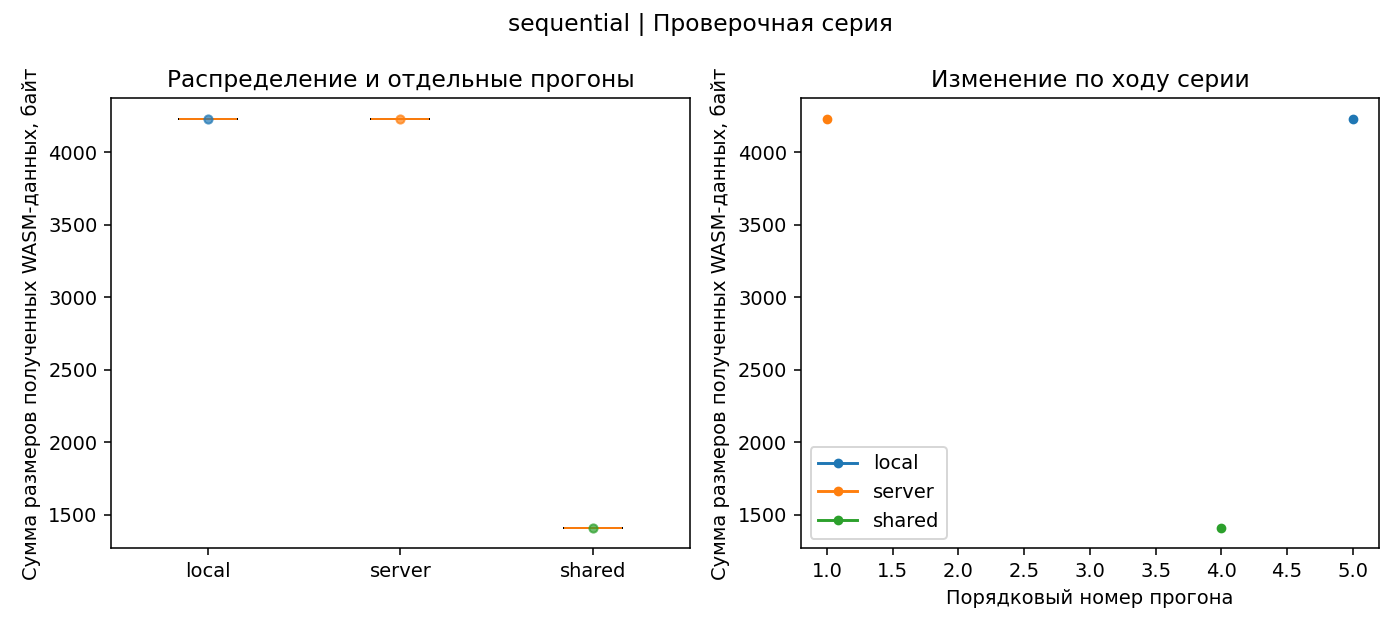 sequential | Проверочная серия
Распределение и отдельные прогоны
Сумма размеров полученных WASM-данных, байт
4000
3500
3000
2500
2000
1500
local
server
shared
Изменение по ходу серии
Сумма размеров полученных WASM-данных, байт
4000
3500
3000
2500
2000
1500
local
server
shared
1.0
1.5
2.0
2.5
3.0
3.5
4.0
4.5
5.0
Порядковый номер прогона